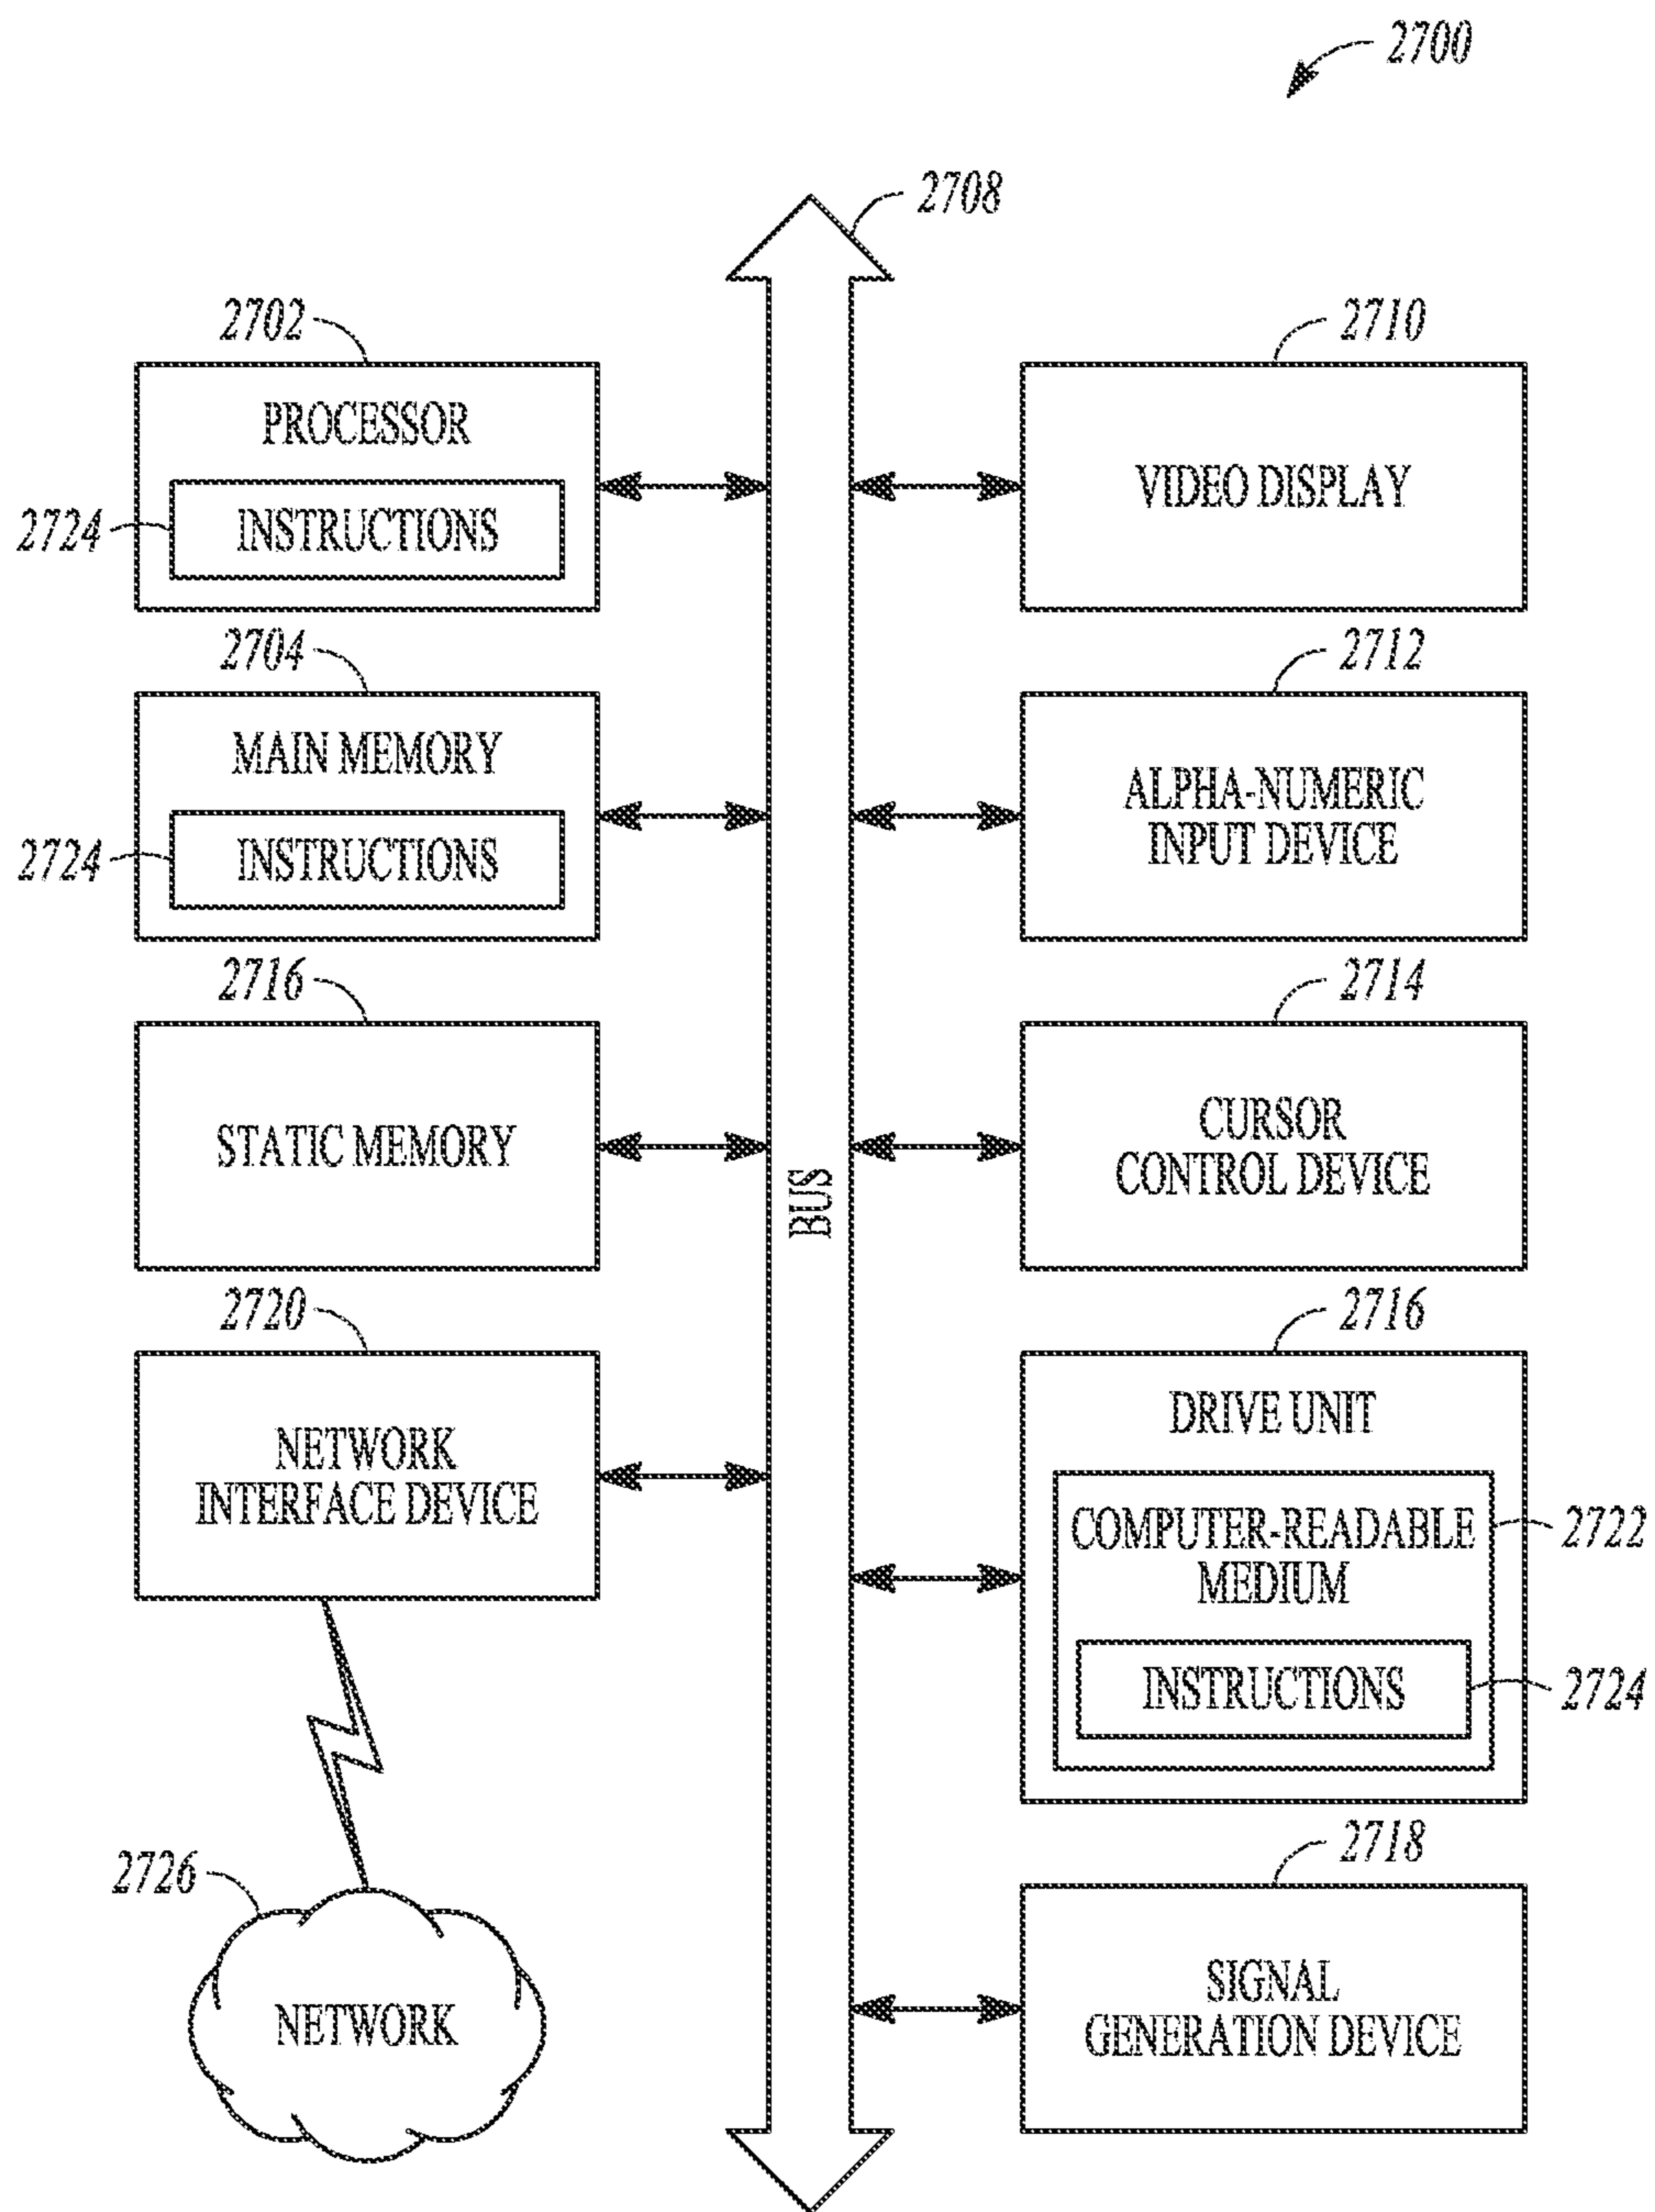 2700
2708
2702
PROCESSOR
2724
INSTRUCTIONS
2704
MAIN MEMORY
2724
INSTRUCTIONS
2716
STATIC MEMORY
2720
NETWORK
INTERFACE DEVICE
2726
NETWORK
BUS
2710
VIDEO DISPLAY
2712
ALPHA-NUMERIC
INPUT DEVICE
2714
CURSOR
CONTROL DEVICE
2716
DRIVE UNIT
COMPUTER-READABLE
MEDIUM
2722
INSTRUCTIONS
2724
2718
SIGNAL
GENERATION DEVICE